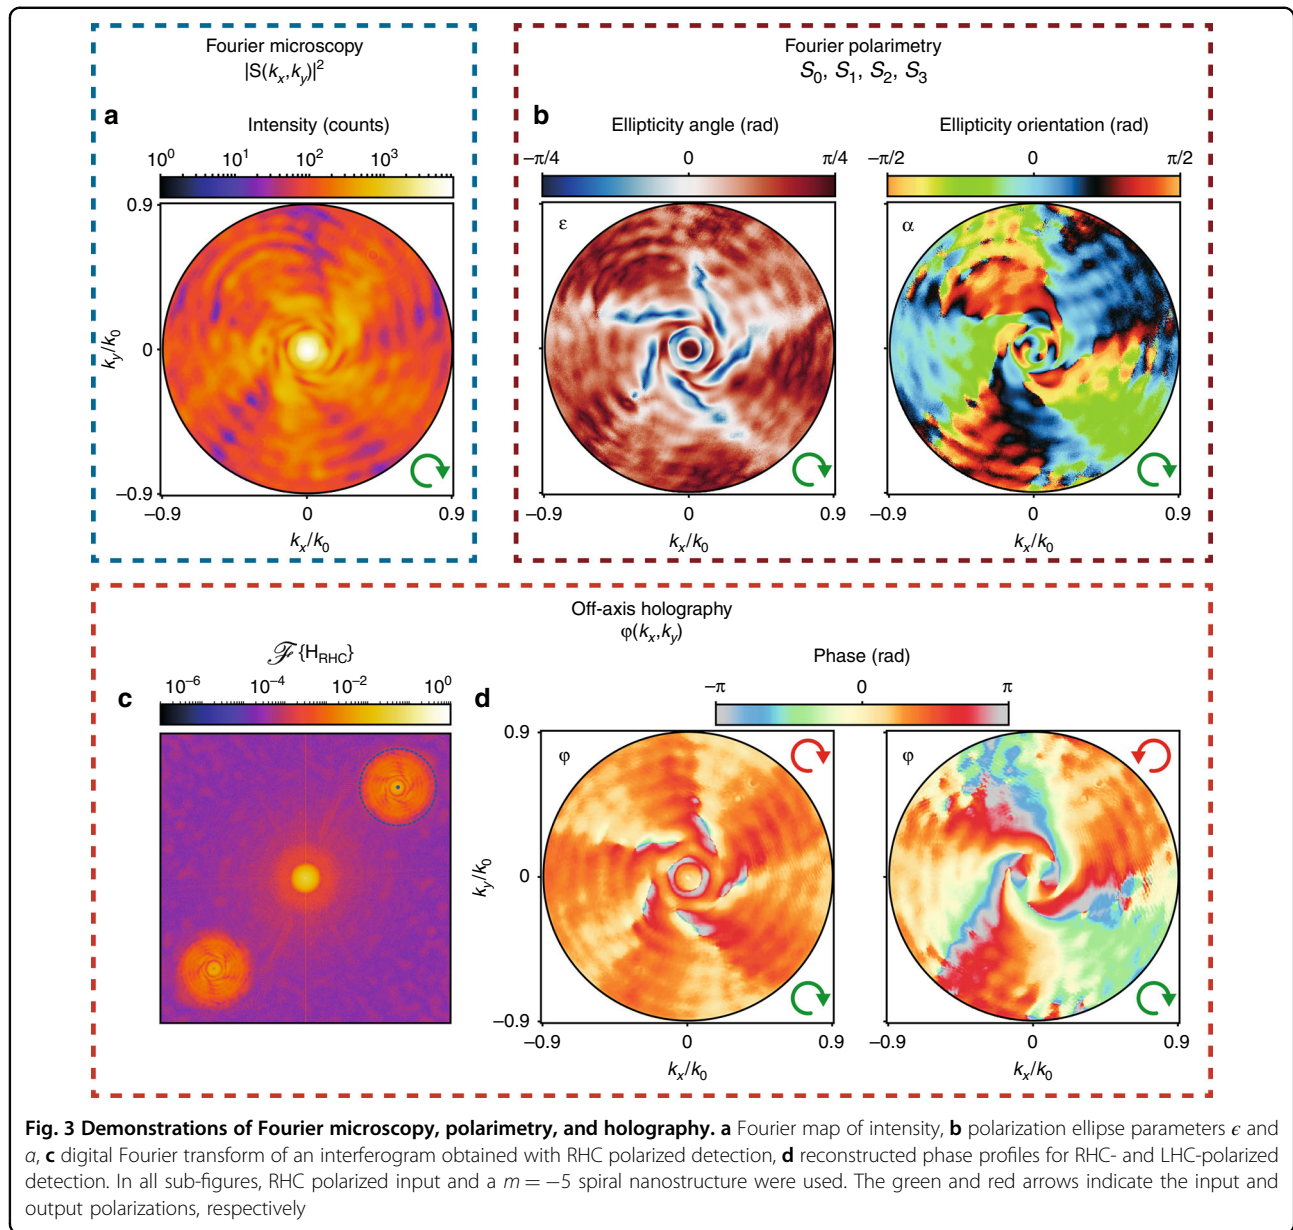 Fourier microscopy
|S(kx,ky)|²
a
Intensity (counts)
10⁰ 10¹ 10² 10³
0.9
0
−0.9
ky/k0
−0.9 0 0.9
kx/k0
Fourier polarimetry
S0, S1, S2, S3
b
Ellipticity angle (rad)
−π/4 0 π/4
ε
−0.9 0 0.9
kx/k0
Ellipticity orientation (rad)
−π/2 0 π/2
α
−0.9 0 0.9
kx/k0
Off-axis holography
φ(kx,ky)
c
ℱ{HRHC}
10⁻⁶ 10⁻⁴ 10⁻² 10⁰
d
Phase (rad)
−π 0 π
0.9
0
−0.9
ky/k0
φ
−0.9 0 0.9
kx/k0
φ
−0.9 0 0.9
kx/k0
Fig. 3 Demonstrations of Fourier microscopy, polarimetry, and holography. a Fourier map of intensity, b polarization ellipse parameters ϵ and
α, c digital Fourier transform of an interferogram obtained with RHC polarized detection, d reconstructed phase profiles for RHC- and LHC-polarized
detection. In all sub-figures, RHC polarized input and a m = −5 spiral nanostructure were used. The green and red arrows indicate the input and
output polarizations, respectively